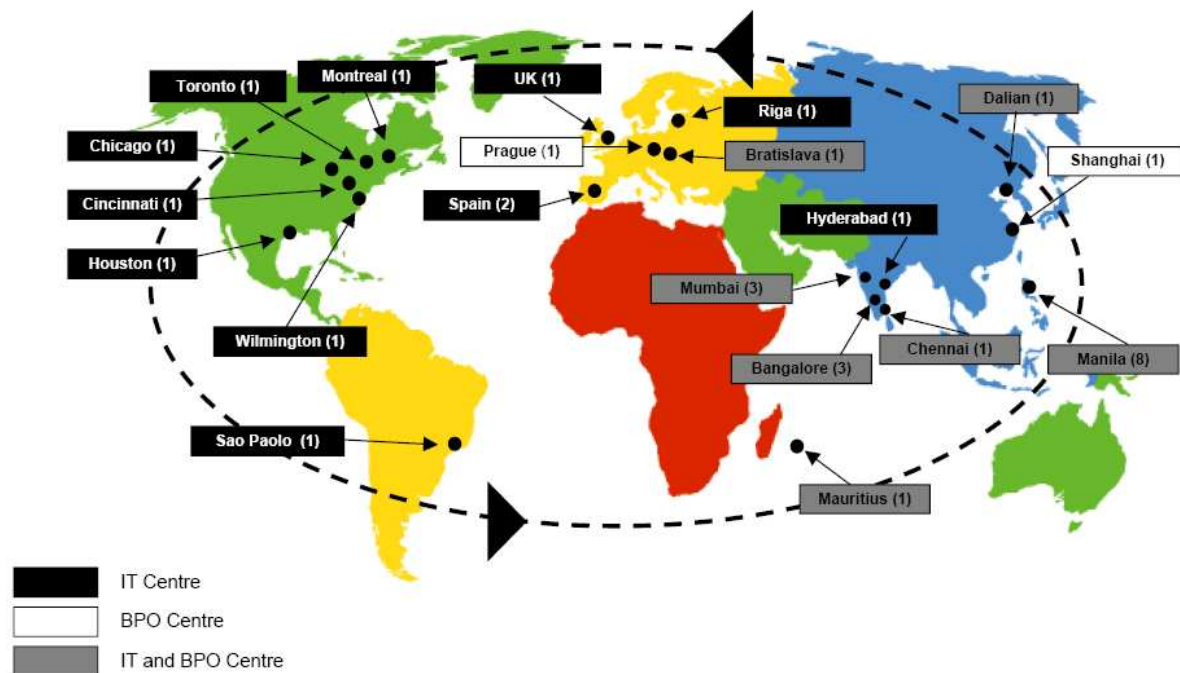 Montreal (1)
UK (1)
Toronto (1)
Riga (1)
Dalian (1)
Chicago (1)
Prague (1)
Bratislava (1)
Shanghai (1)
Cincinnati (1)
Spain (2)
Hyderabad (1)
Houston (1)
Mumbai (3)
Wilmington (1)
Chennai (1)
Bangalore (3)
Manila (8)
Sao Paolo (1)
Mauritius (1)
IT Centre
BPO Centre
IT and BPO Centre